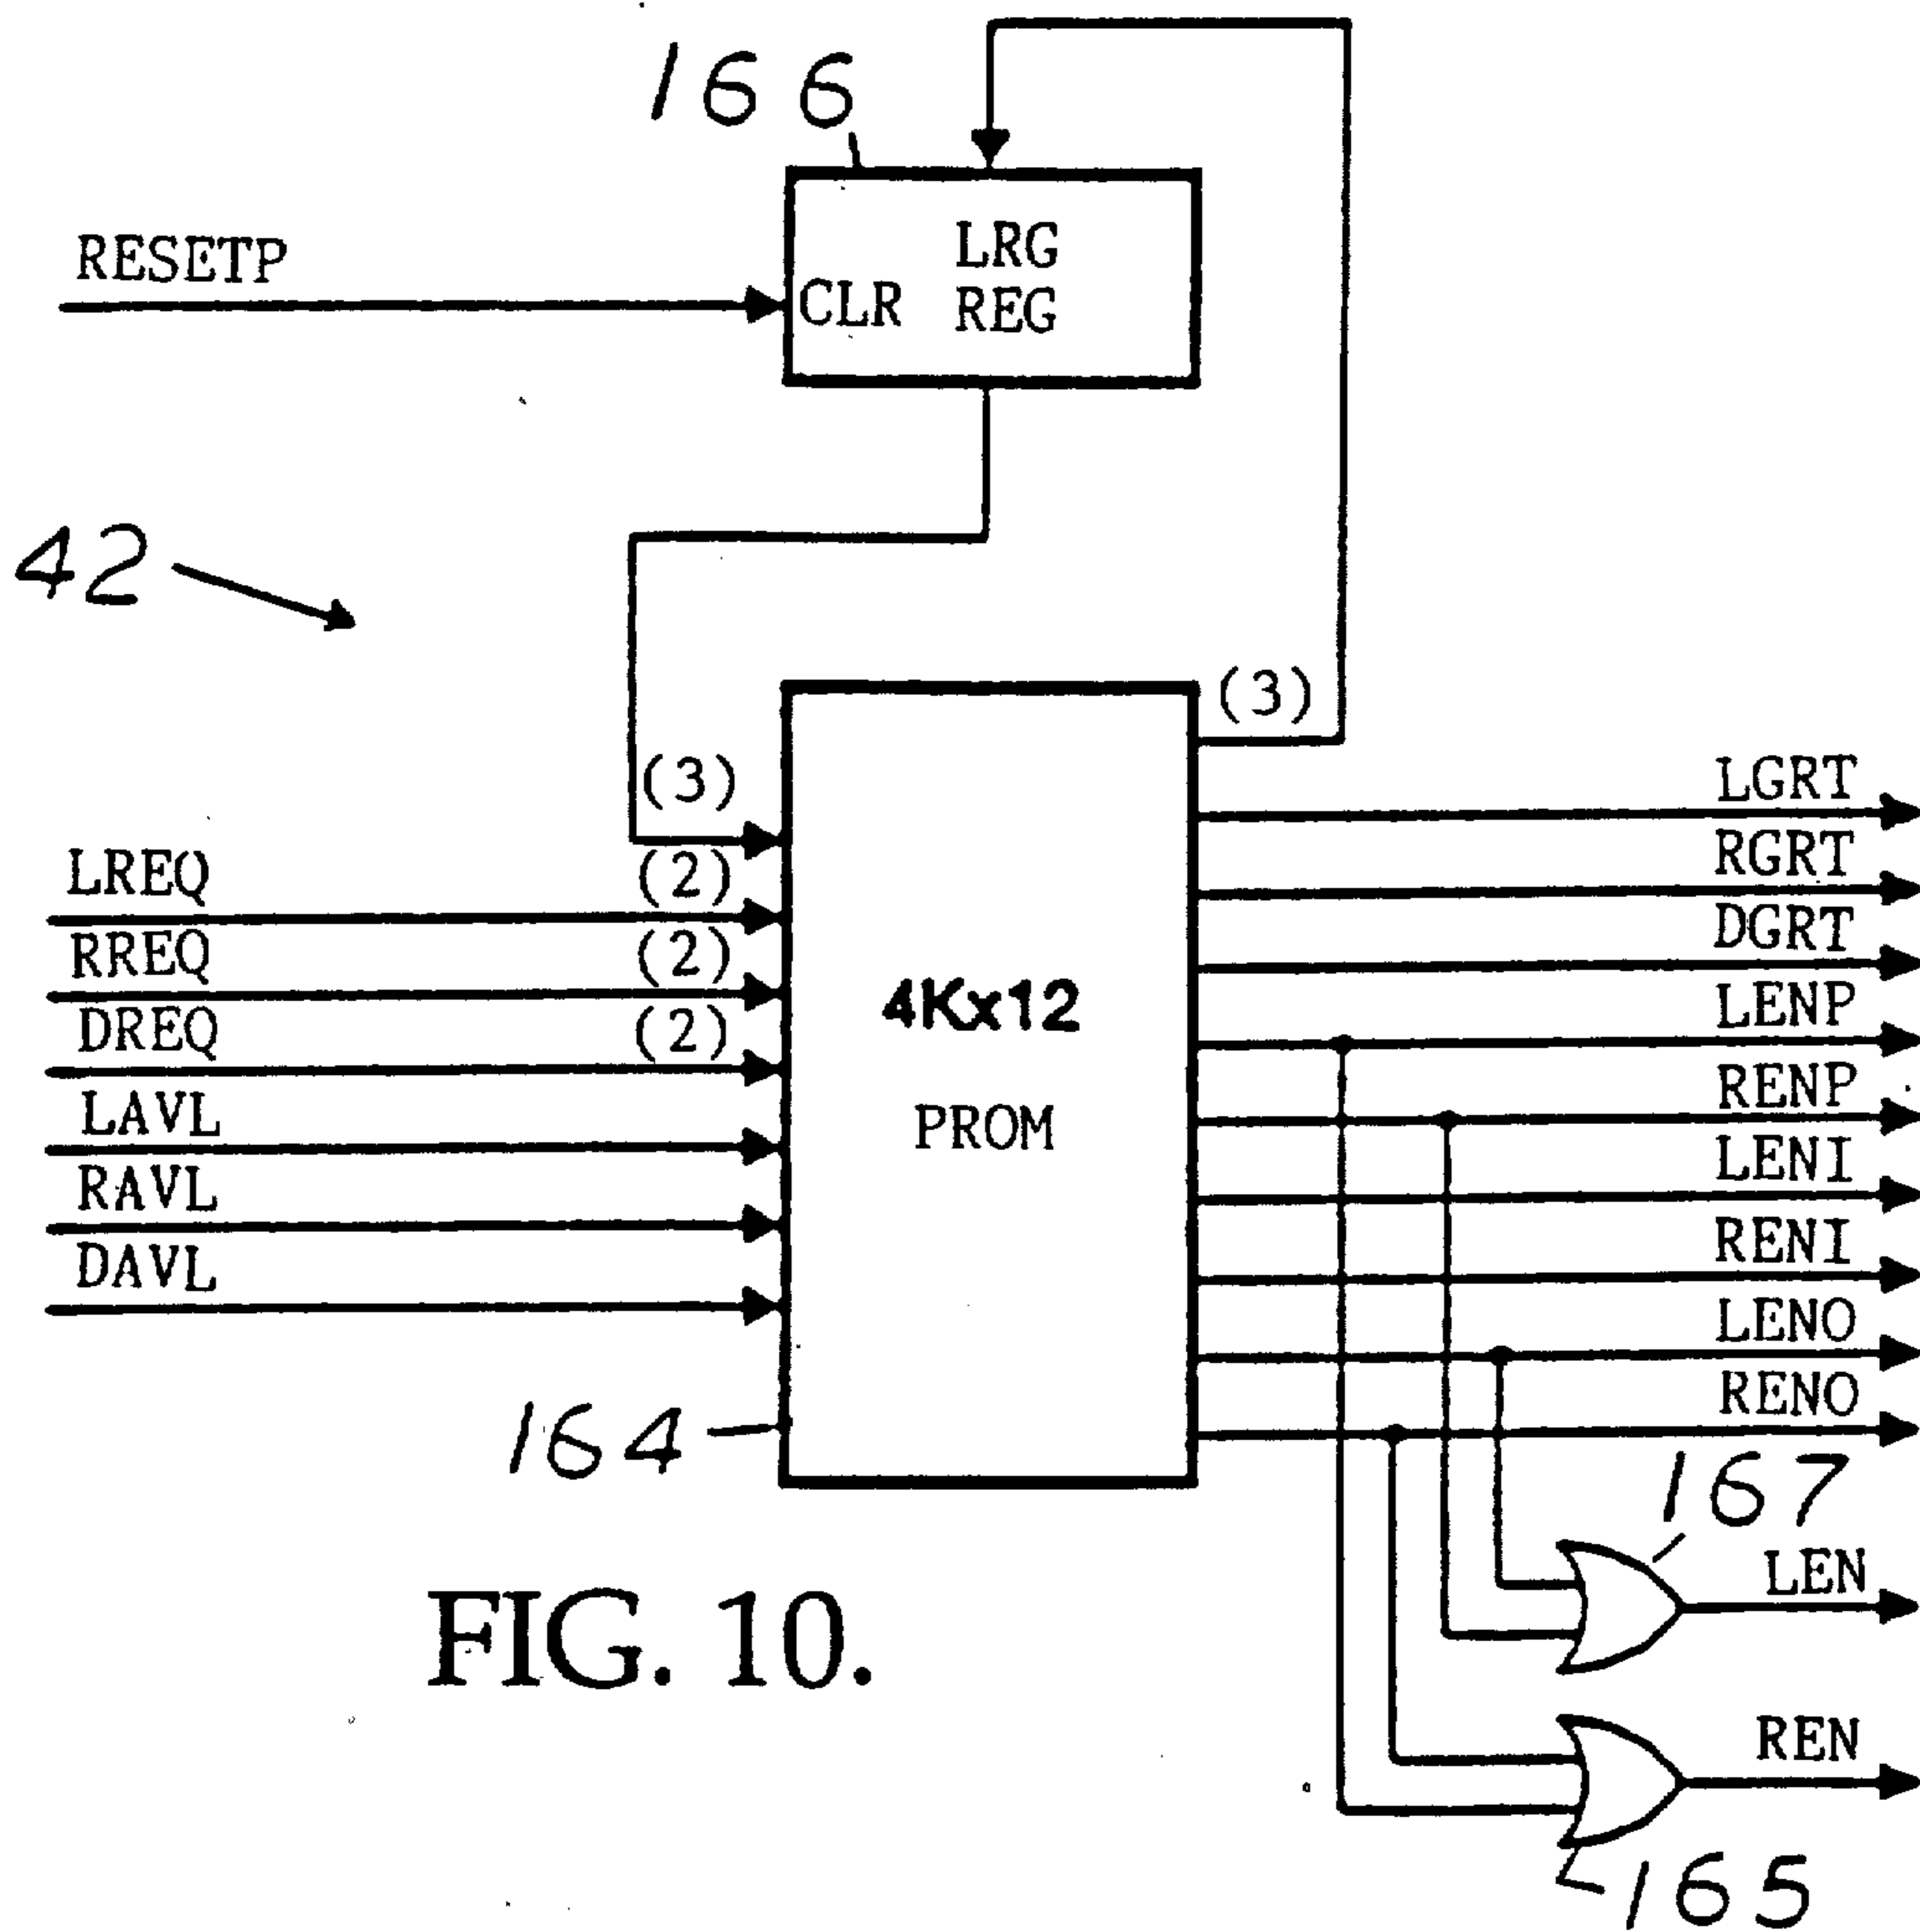 166
RESETP
CLR
LRG
REG
42
(3)
(3)
LREQ
(2)
RREQ
(2)
DREQ
(2)
LAVL
RAVL
DAVL
4Kx12
PROM
LGRT
RGRT
DGRT
LENP
RENP
LENI
RENI
LENO
RENO
164
167
LEN
REN
165
FIG. 10.